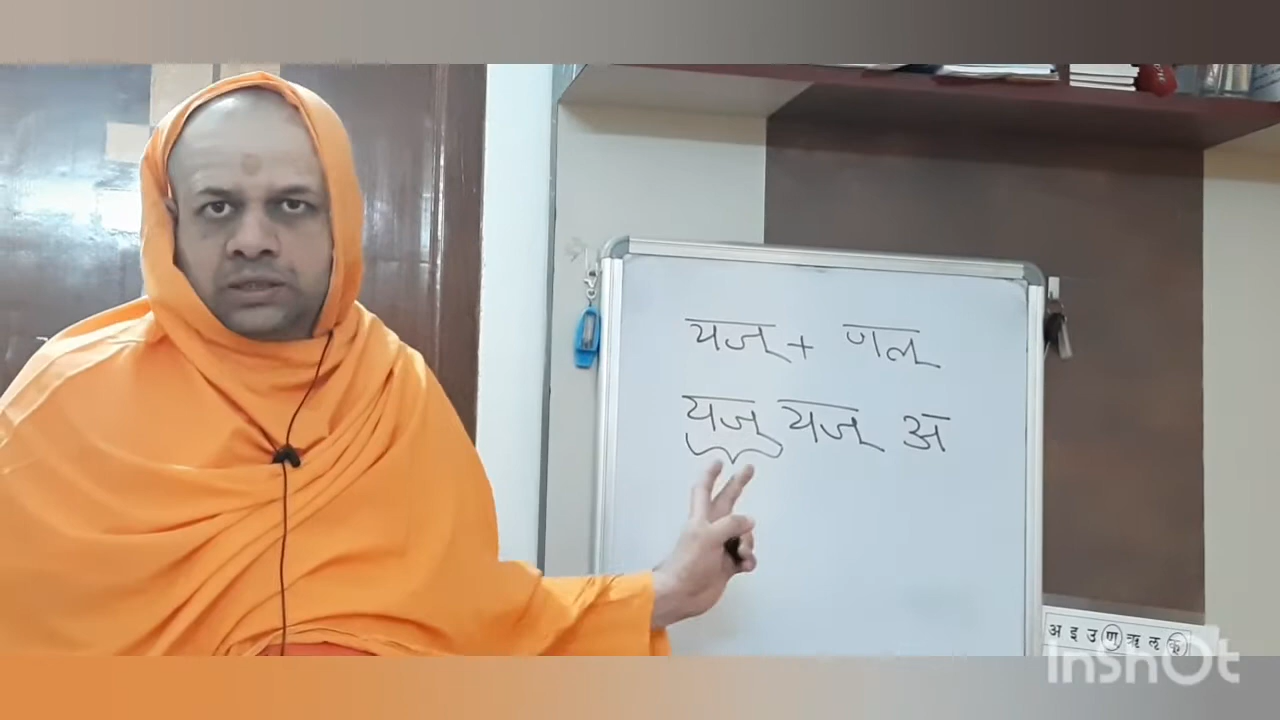 यज् + णल्
यज् यज् अ
अ इ उ ण् ऋ ऌ क्
InShOt